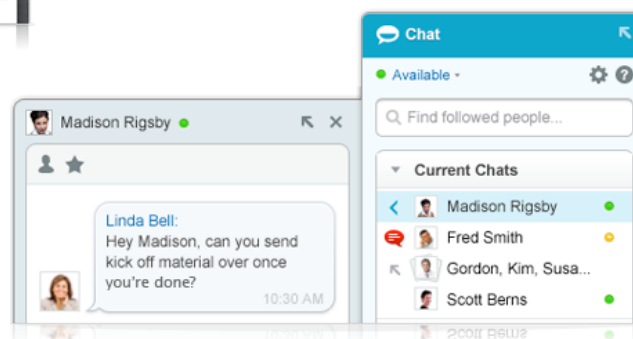 Chat
Available
Find followed people...
Current Chats
Madison Rigsby
Fred Smith
Gordon, Kim, Susa...
Scott Berns
Madison Rigsby
Linda Bell:
Hey Madison, can you send
kick off material over once
you're done?
10:30 AM